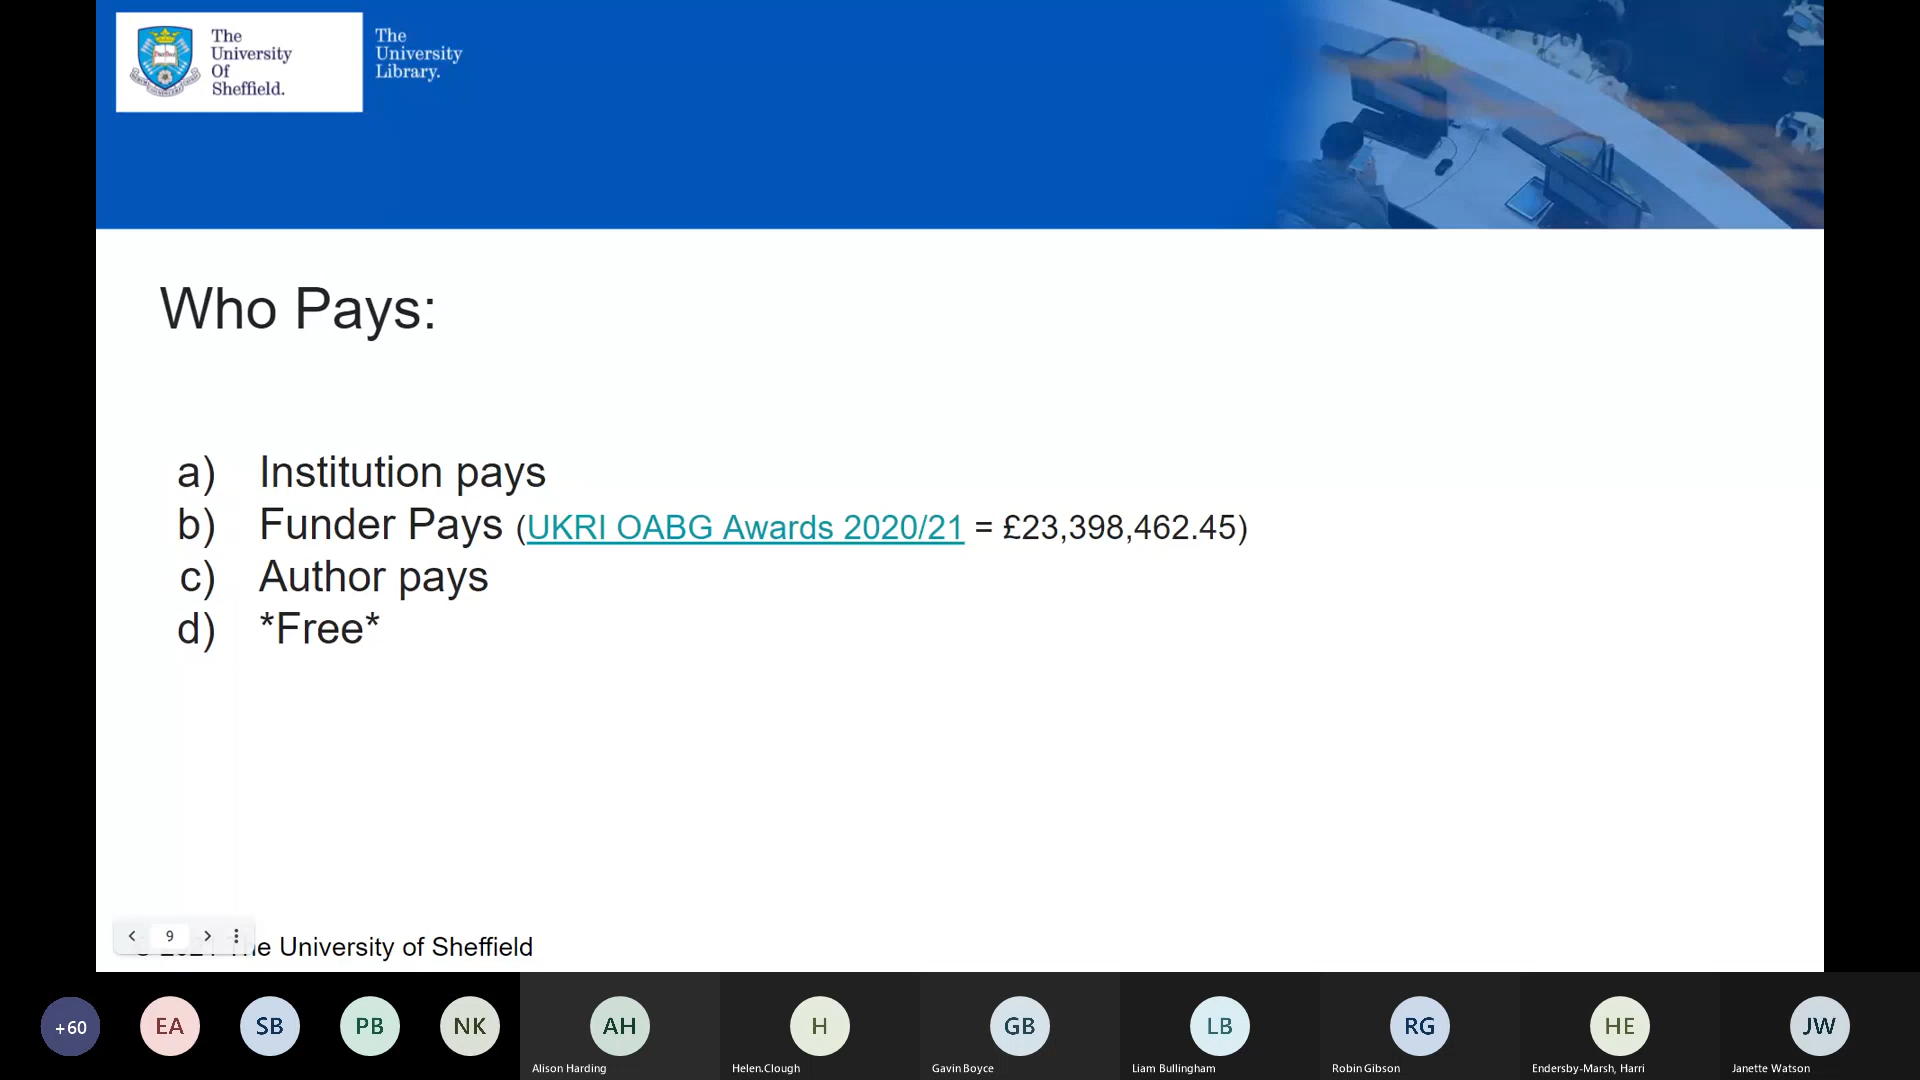 The
University
Of
Sheffield.
The
University
Library.
Who Pays:
a) Institution pays
b) Funder Pays (UKRI OABG Awards 2020/21 = £23,398,462.45)
c) Author pays
d) *Free*
9
The University of Sheffield
+60
EA
SB
PB
NK
AH
H
GB
LB
RG
HE
JW
Alison Harding
Helen.Clough
Gavin Boyce
Liam Bullingham
Robin Gibson
Endersby-Marsh, Harri
Janette Watson